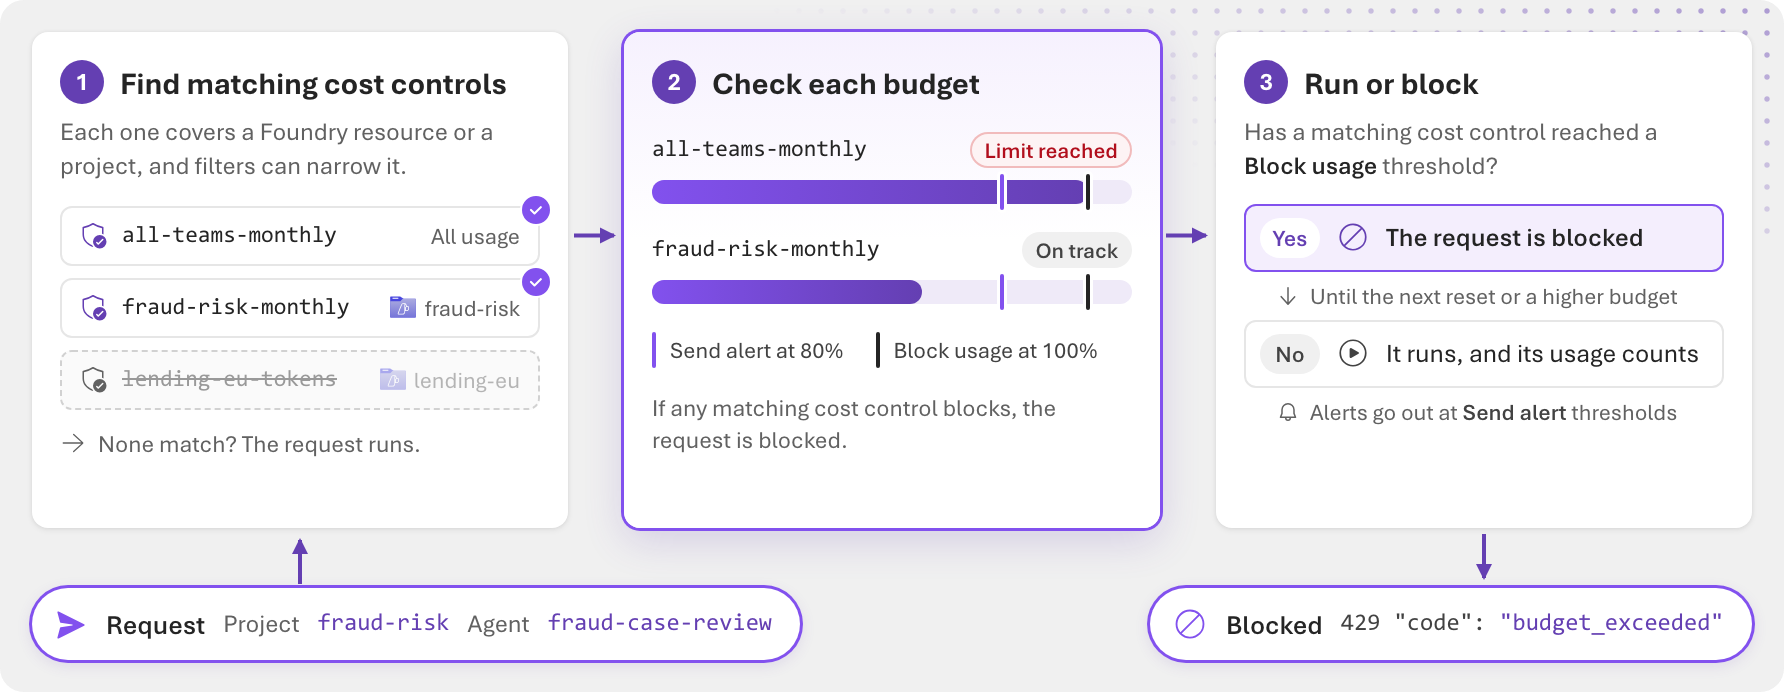 1 Find matching cost controls
Each one covers a Foundry resource or a
project, and filters can narrow it.
all-teams-monthly All usage
fraud-risk-monthly fraud-risk
lending-eu-tokens lending-eu
None match? The request runs.
2 Check each budget
all-teams-monthly Limit reached
fraud-risk-monthly On track
Send alert at 80% Block usage at 100%
If any matching cost control blocks, the
request is blocked.
3 Run or block
Has a matching cost control reached a
Block usage threshold?
Yes The request is blocked
Until the next reset or a higher budget
No It runs, and its usage counts
Alerts go out at Send alert thresholds
Request Project fraud-risk Agent fraud-case-review
Blocked 429 "code": "budget_exceeded"